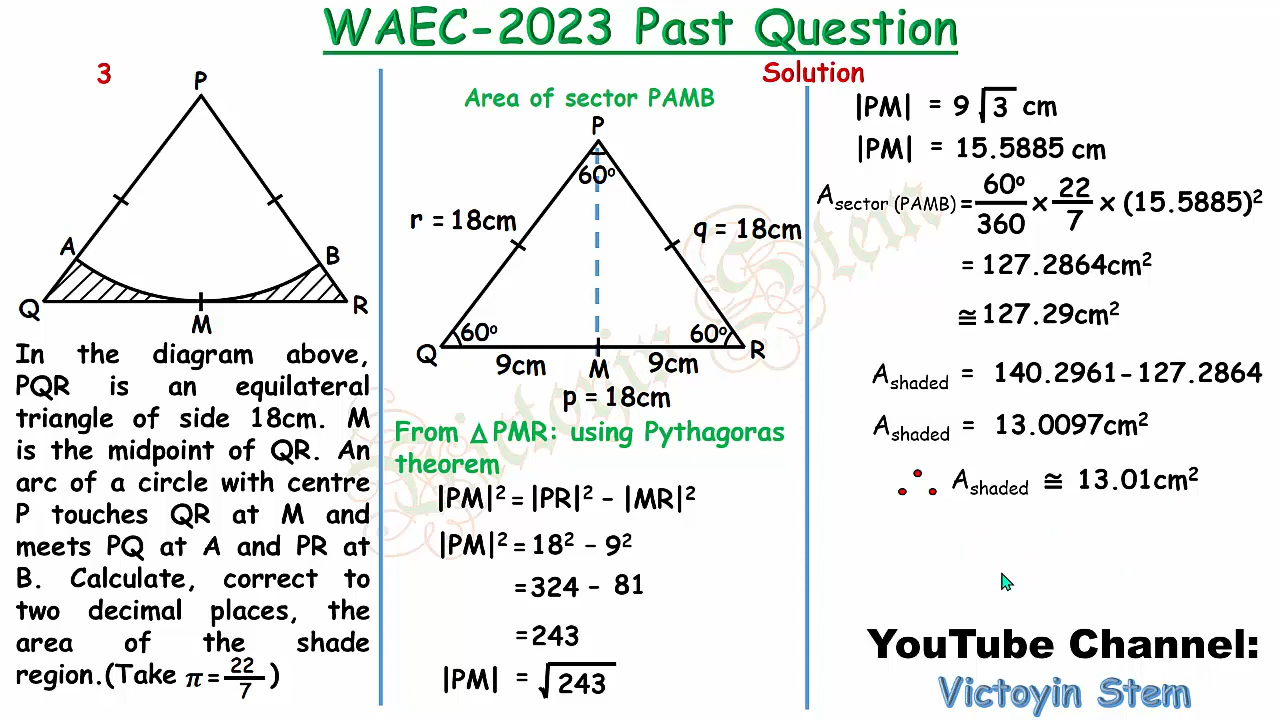 WAEC-2023 Past Question
3
P
A
B
Q
R
M
In the diagram above,
PQR is an equilateral
triangle of side 18cm. M
is the midpoint of QR. An
arc of a circle with centre
P touches QR at M and
meets PQ at A and PR at
B. Calculate, correct to
two decimal places, the
area of the shade
region.(Take π = 22/7 )
Solution
Area of sector PAMB
P
60°
r = 18cm
q = 18cm
60°
60°
Q
R
9cm
M
9cm
p = 18cm
From △ PMR: using Pythagoras
theorem
|PM|² = |PR|² - |MR|²
|PM|² = 18² - 9²
= 324 - 81
= 243
|PM| = √243
|PM| = 9√3 cm
|PM| = 15.5885 cm
A sector (PAMB) = 60°/360 x 22/7 x (15.5885)²
= 127.2864cm²
≅ 127.29cm²
A shaded = 140.2961-127.2864
A shaded = 13.0097cm²
∴ A shaded ≅ 13.01cm²
Victoyin Stem
YouTube Channel:
Victoyin Stem